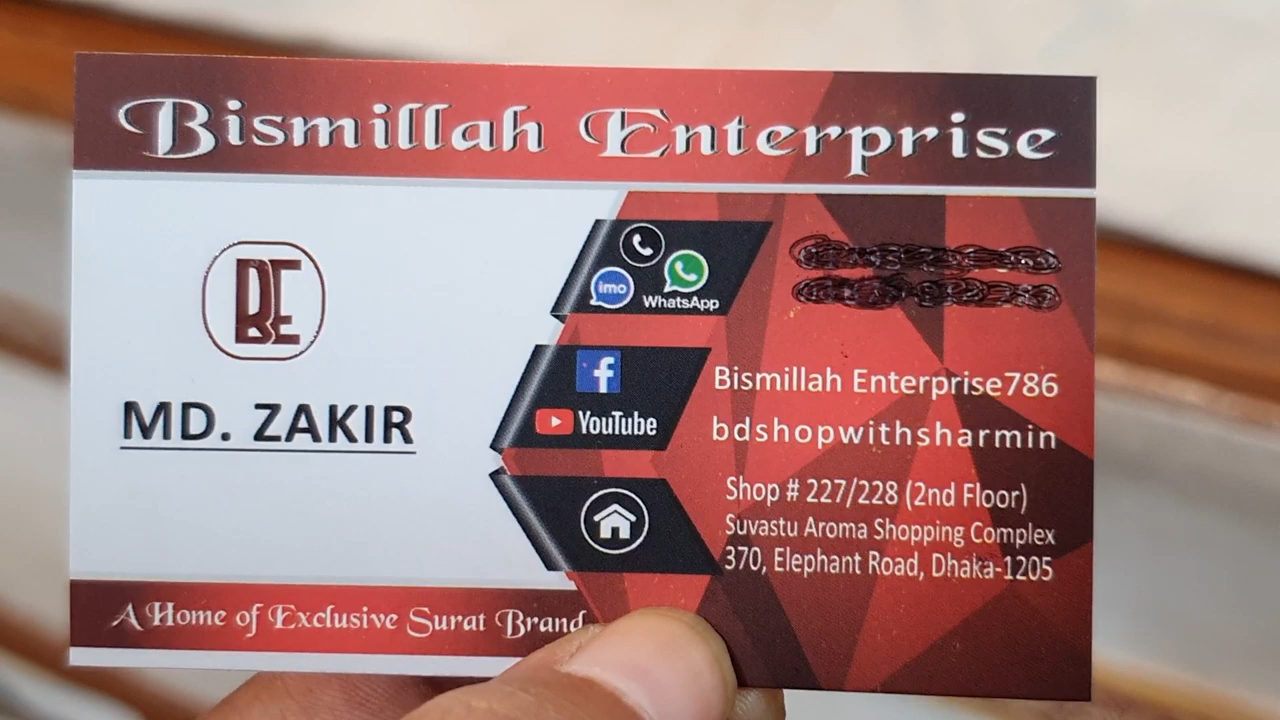 Bismillah Enterprise
BE
MD. ZAKIR
imo
WhatsApp
f
YouTube
Bismillah Enterprise786
bdshopwithsharmin
Shop # 227/228 (2nd Floor)
Suvastu Aroma Shopping Complex
370, Elephant Road, Dhaka-1205
A Home of Exclusive Surat Brand